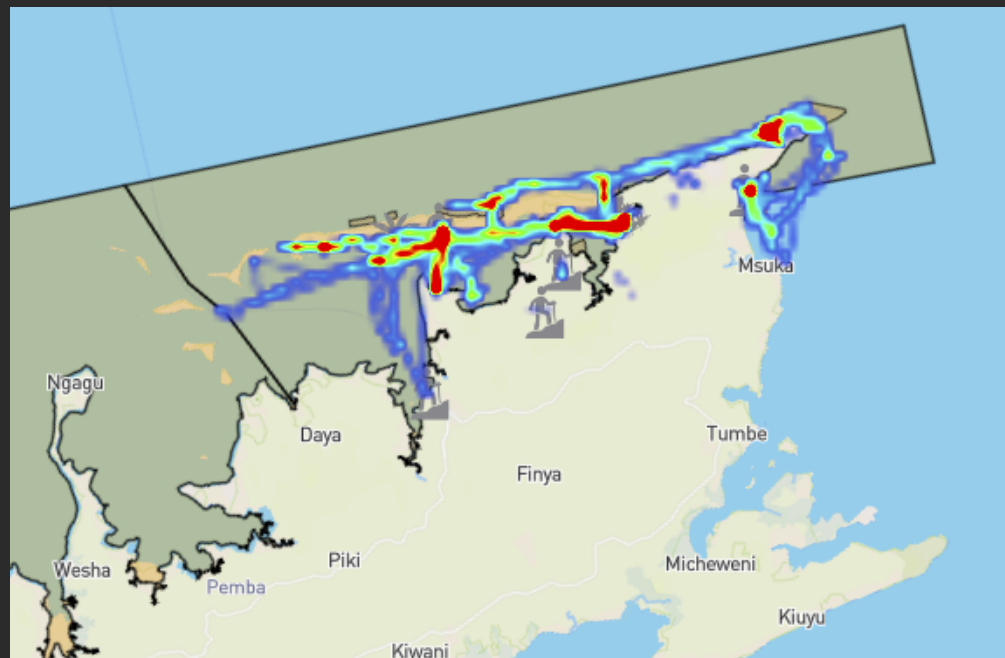 Msuka
Ngagu
Daya
Tumbe
Finya
Piki
Wesha
Micheweni
Pemba
Kiuyu
Kiwani